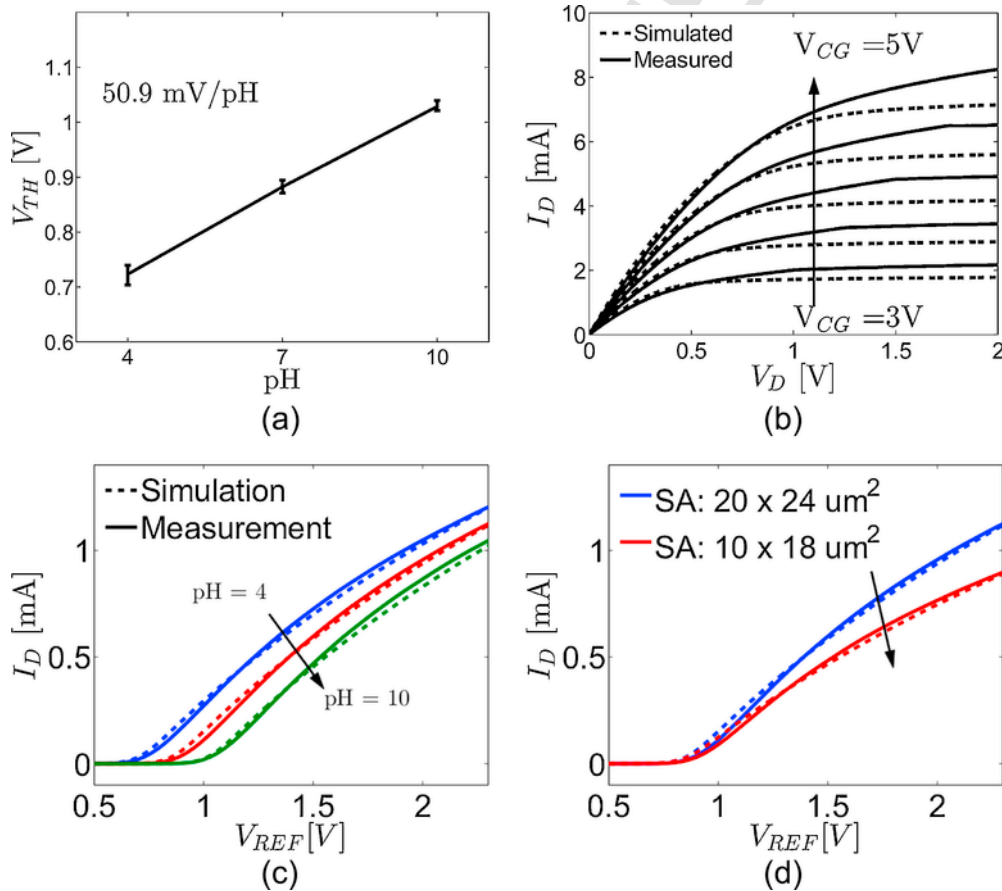 50.9 mV/pH
V_TH [V]
1.1
1
0.9
0.8
0.7
0.6
4
7
10
pH
(a)
Simulated
Measured
V_CG =5V
V_CG =3V
I_D [mA]
10
8
6
4
2
0
0
0.5
1
1.5
2
V_D [V]
(b)
Simulation
Measurement
pH = 4
pH = 10
I_D [mA]
1
0.5
0
0.5
1
1.5
2
V_REF[V]
(c)
SA: 20 x 24 um²
SA: 10 x 18 um²
I_D [mA]
1
0.5
0
0.5
1
1.5
2
V_REF[V]
(d)